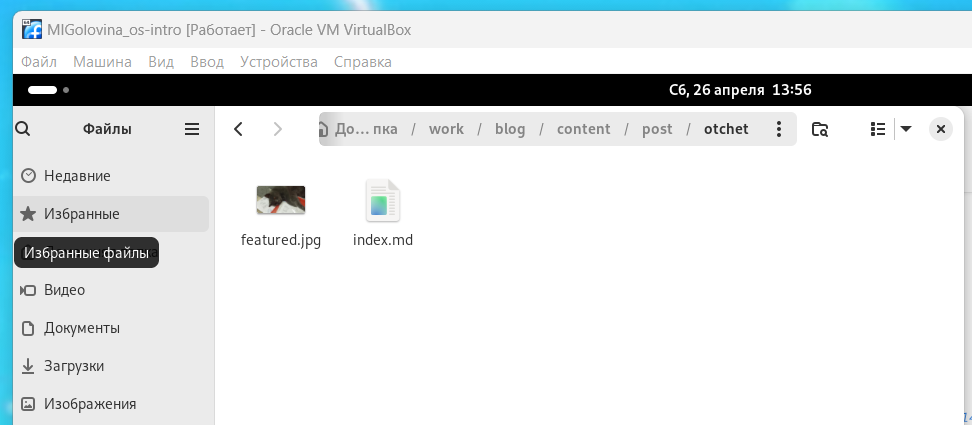 MIGolovina_os-intro [Работает] - Oracle VM VirtualBox
Файл Машина Вид Ввод Устройства Справка
Сб, 26 апреля 13:56
Файлы
До... пка / work / blog / content / post / otchet
Недавние
Избранные
Избранные файлы
Видео
Документы
Загрузки
Изображения
featured.jpg
index.md